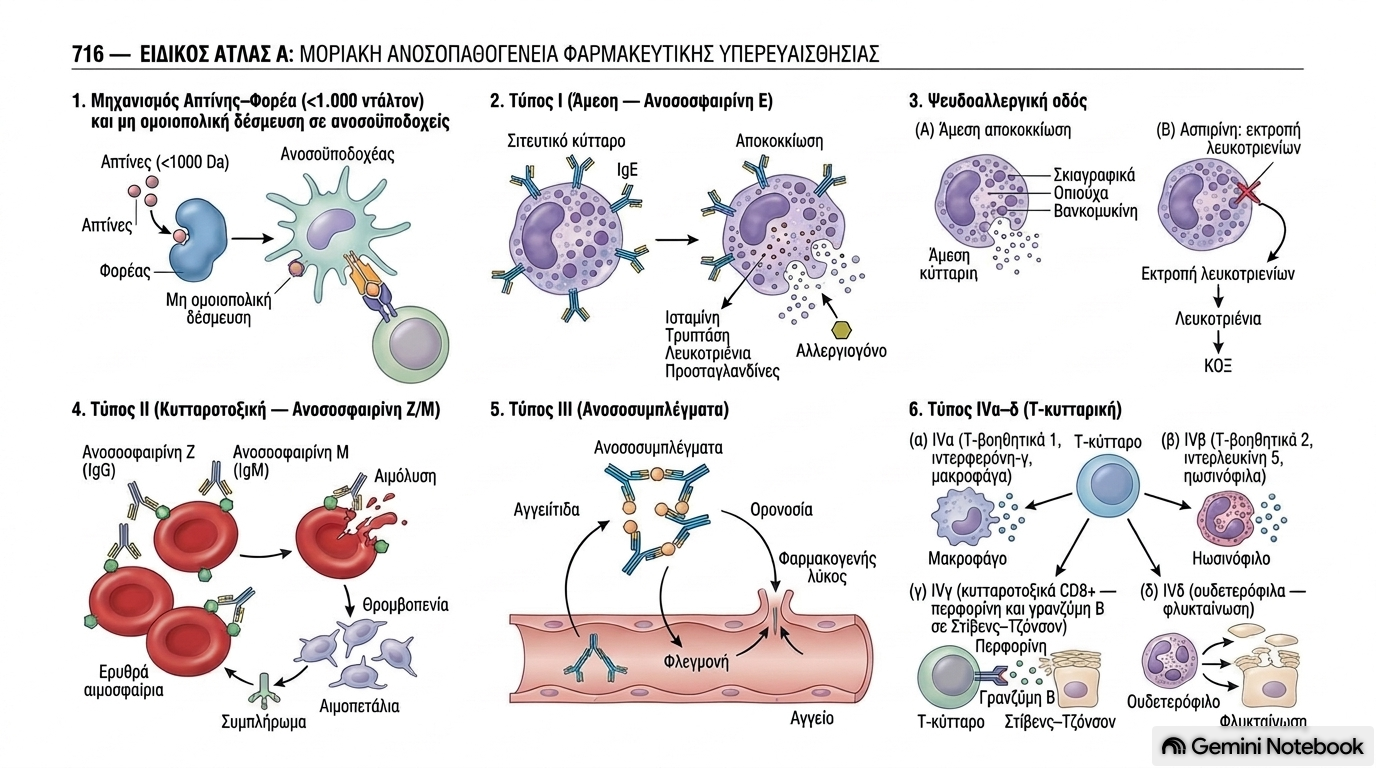 716 — ΕΙΔΙΚΟΣ ΑΤΛΑΣ Α: ΜΟΡΙΑΚΗ ΑΝΟΣΟΠΑΘΟΓΕΝΕΙΑ ΦΑΡΜΑΚΕΥΤΙΚΗΣ ΥΠΕΡΕΥΑΙΣΘΗΣΙΑΣ
1. Μηχανισμός Απτίνης–Φορέα (<1.000 ντάλτον)
και μη ομοιοπολική δέσμευση σε ανοσοϋποδοχείς
Απτίνες (<1000 Da)
Ανοσοϋποδοχέας
Απτίνες
Φορέας
Μη ομοιοπολική
δέσμευση
2. Τύπος I (Άμεση — Ανοσοσφαιρίνη Ε)
Σιτευτικό κύτταρο
IgE
Αποκοκκίωση
Ισταμίνη
Τρυπτάση
Λευκοτριένια
Προσταγλανδίνες
Αλλεργιογόνο
3. Ψευδοαλλεργική οδός
(Α) Άμεση αποκοκκίωση
Σκιαγραφικά
Οπιούχα
Βανκομυκίνη
Άμεση
κύτταριη
(Β) Ασπιρίνη: εκτροπή
λευκοτριενίων
Εκτροπή λευκοτριενίων
Λευκοτριένια
ΚΟΞ
4. Τύπος II (Κυτταροτοξική — Ανοσοσφαιρίνη Ζ/Μ)
Ανοσοοφαιρίνη Ζ
(IgG)
Ανοσοσφαιρίνη Μ
(IgM)
Αιμόλυση
Θρομβοπενία
Ερυθρά
αιμοσφαίρια
Συμπλήρωμα
Αιμοπετάλια
5. Τύπος III (Ανοσοσυμπλέγματα)
Ανοσοσυμπλέγματα
Αγγειίτιδα
Ορονοσία
Φαρμακογενής
λύκος
Φλεγμονή
Αγγείο
6. Τύπος IVα–δ (Τ-κυτταρική)
(α) IVα (Τ-βοηθητικά 1,
ιντερφερόνη-γ,
μακροφάγα)
Τ-κύτταρο
(β) IVβ (Τ-βοηθητικά 2,
ιντερλευκίνη 5,
ηωσινόφιλα)
Μακροφάγο
Ηωσινόφιλο
(γ) IVγ (κυτταροτοξικά CD8+ —
περφορίνη και γρανζύμη Β
σε Στίβενς–Τζόνσον)
Περφορίνη
Γρανζύμη Β
Τ-κύτταρο
Στίβενς–Τζόνσον
(δ) IVδ (ουδετερόφιλα —
φλυκταίνωση)
Ουδετερόφιλο
Φλυκταίνωση
Gemini Notebook